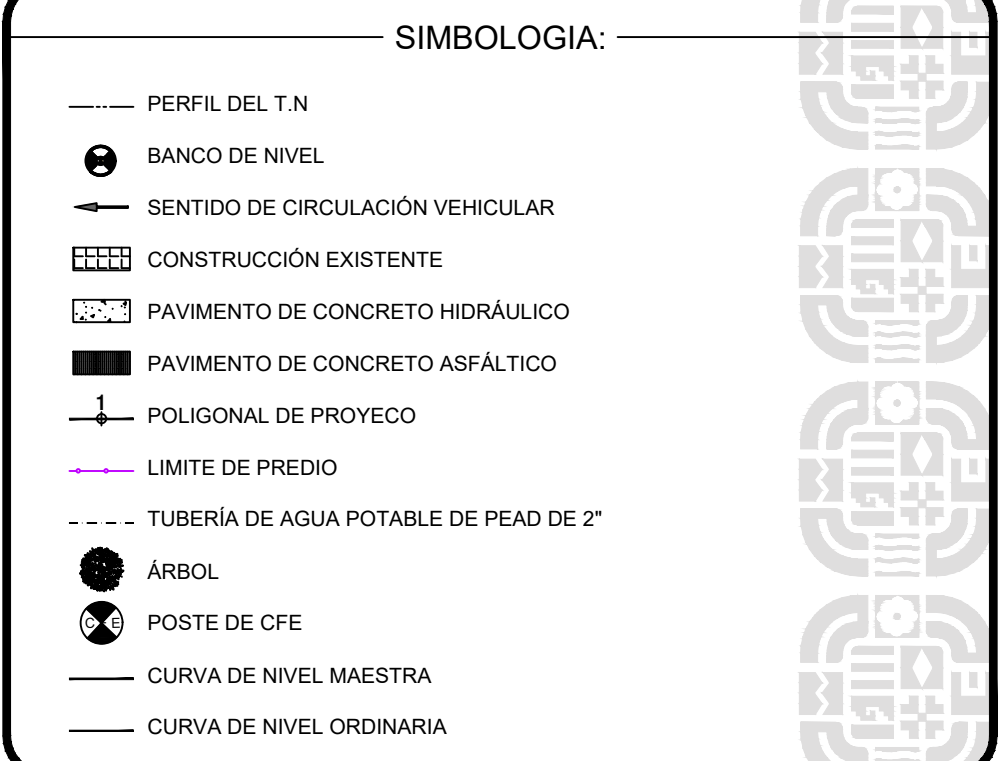 SIMBOLOGIA:
PERFIL DEL T.N
BANCO DE NIVEL
SENTIDO DE CIRCULACIÓN VEHICULAR
CONSTRUCCIÓN EXISTENTE
PAVIMENTO DE CONCRETO HIDRÁULICO
PAVIMENTO DE CONCRETO ASFÁLTICO
1 POLIGONAL DE PROYECO
LIMITE DE PREDIO
TUBERÍA DE AGUA POTABLE DE PEAD DE 2"
ÁRBOL
C E POSTE DE CFE
CURVA DE NIVEL MAESTRA
CURVA DE NIVEL ORDINARIA